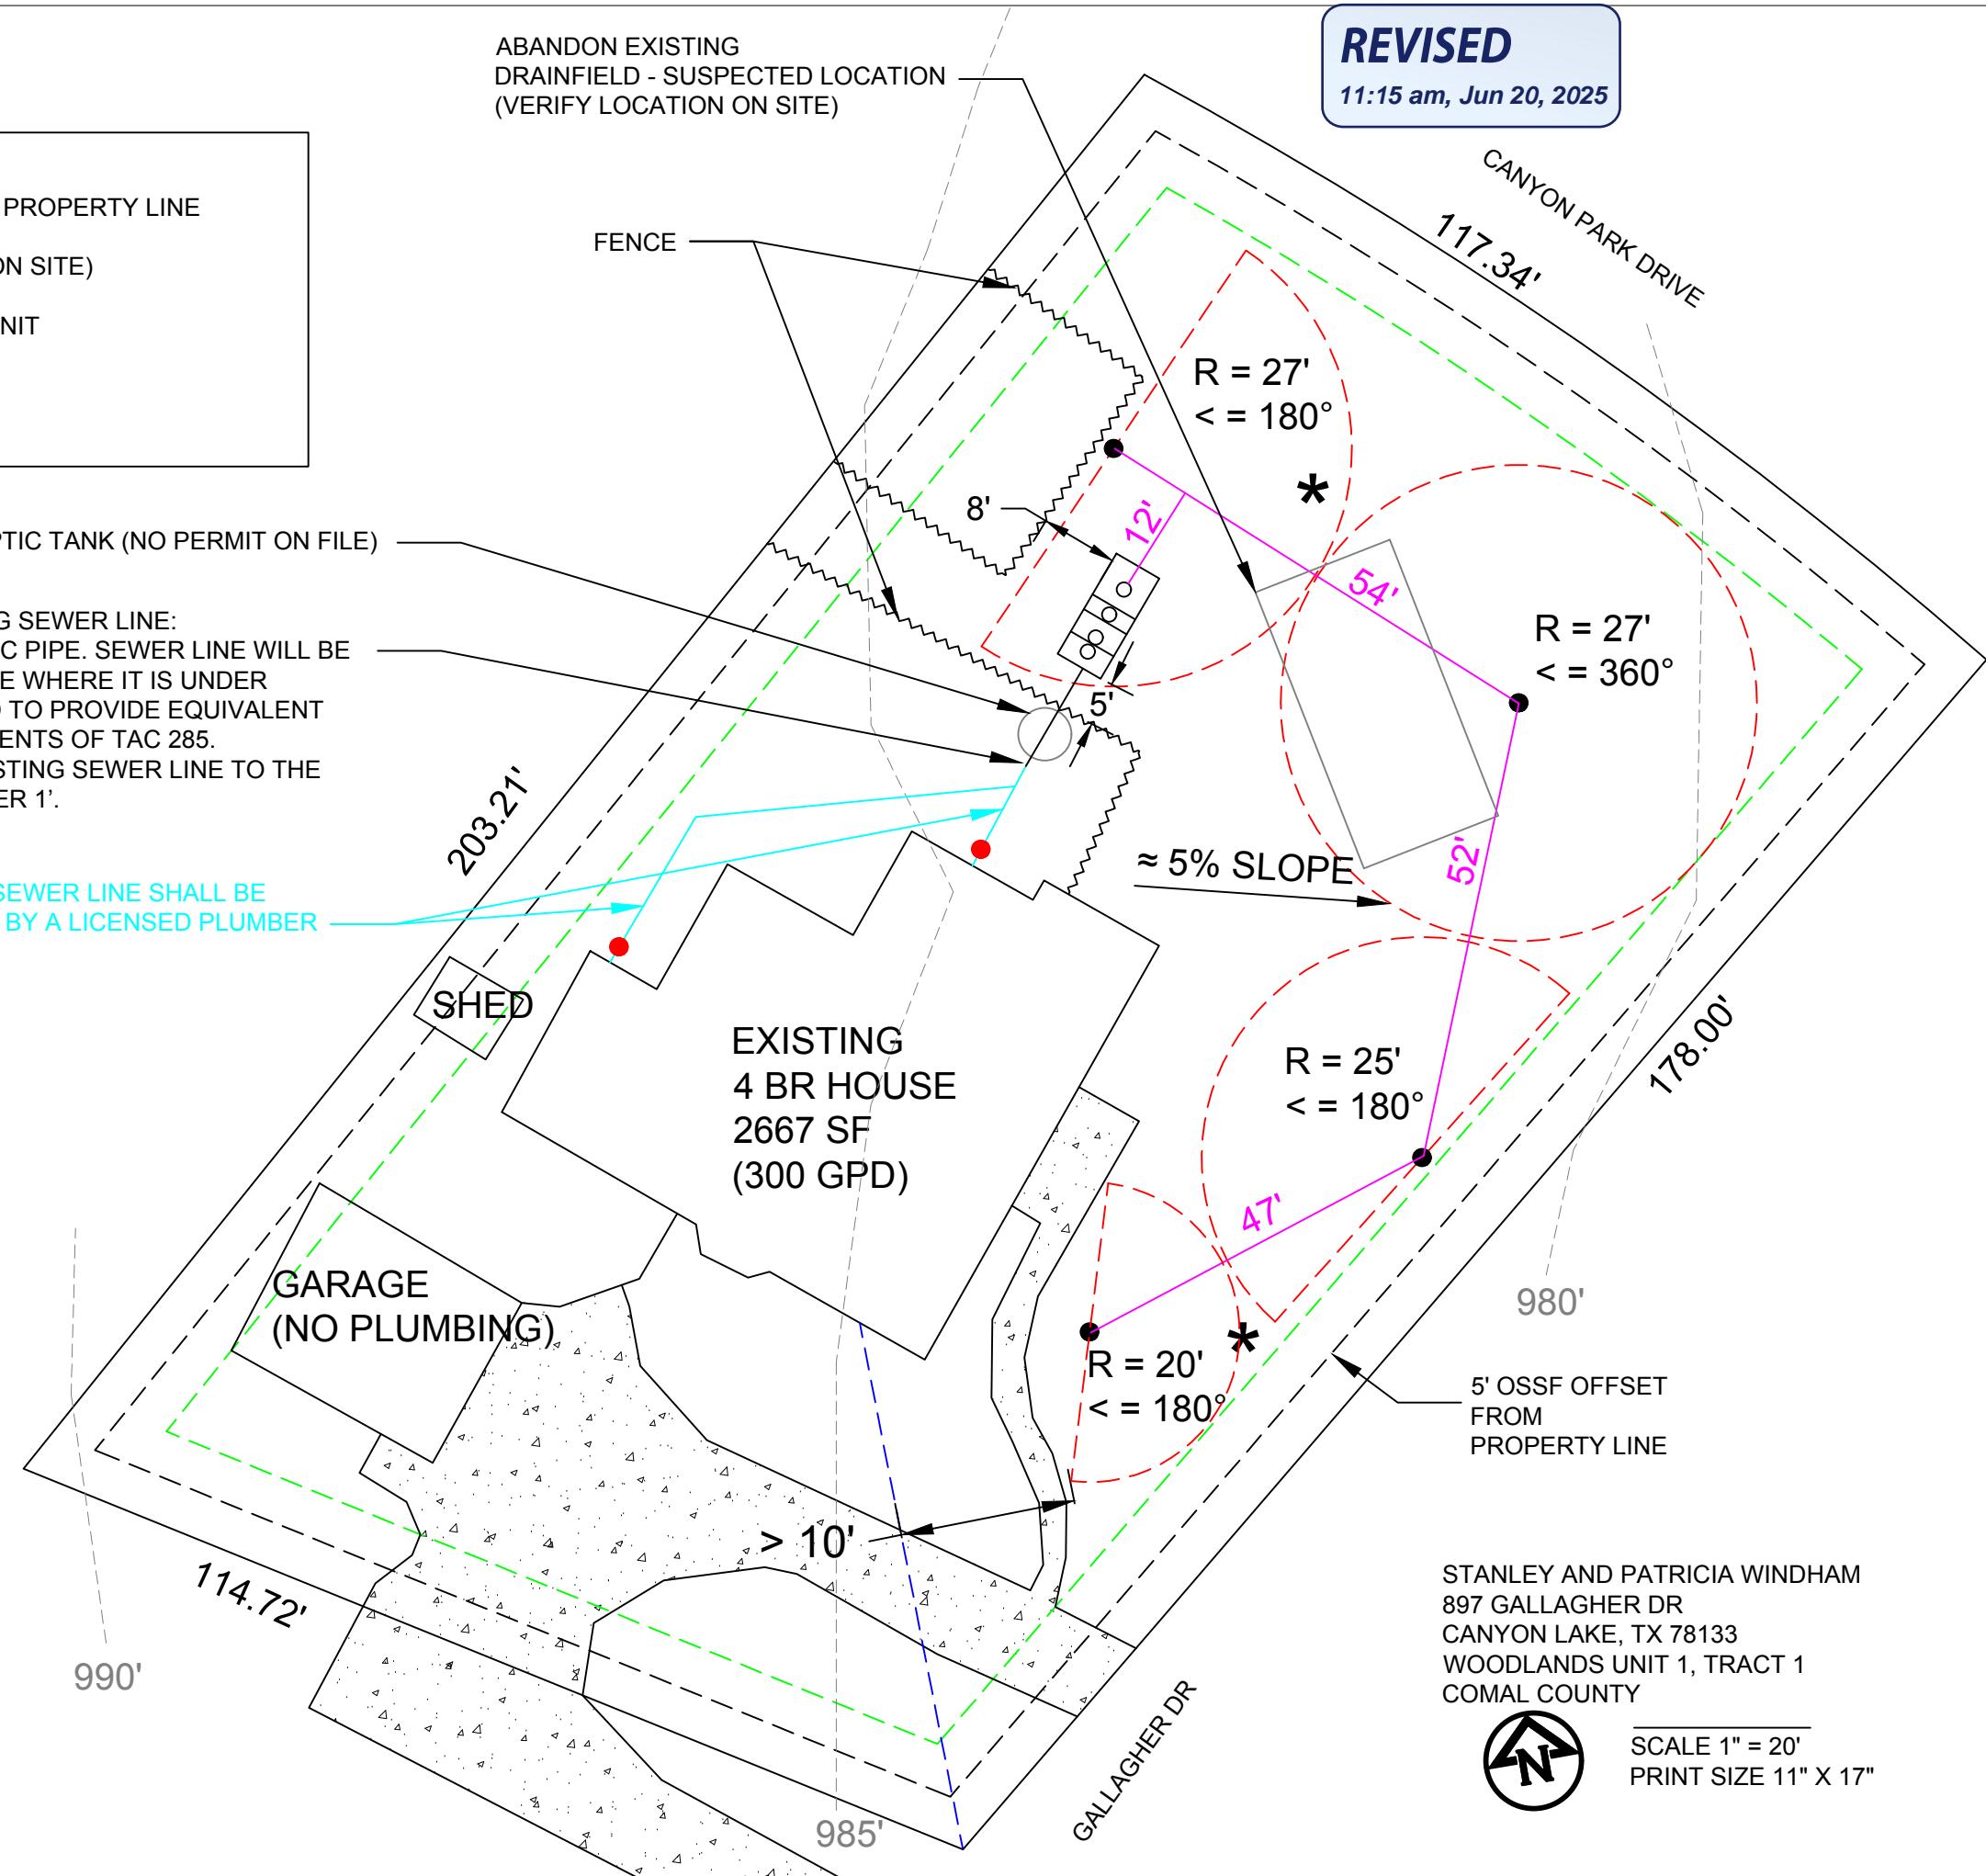 ABANDON EXISTING
DRAINFIELD - SUSPECTED LOCATION
(VERIFY LOCATION ON SITE)
REVISED
11:15 am, Jun 20, 2025
PROPERTY LINE
ON SITE)
NIT
FENCE
CANYON PARK DRIVE
117.34'
R = 27'
< = 180°
*
8'
12'
54'
PTIC TANK (NO PERMIT ON FILE)
G SEWER LINE:
C PIPE. SEWER LINE WILL BE
E WHERE IT IS UNDER
D TO PROVIDE EQUIVALENT
ENTS OF TAC 285.
STING SEWER LINE TO THE
ER 1'.
R = 27'
< = 360°
5'
203.21'
≈ 5% SLOPE
52'
SEWER LINE SHALL BE
BY A LICENSED PLUMBER
SHED
EXISTING
4 BR HOUSE
2667 SF
(300 GPD)
R = 25'
< = 180°
178.00'
47'
GARAGE
(NO PLUMBING)
*
R = 20'
< = 180°
980'
5' OSSF OFFSET
FROM
PROPERTY LINE
> 10'
114.72'
990'
985'
GALLAGHER DR
STANLEY AND PATRICIA WINDHAM
897 GALLAGHER DR
CANYON LAKE, TX 78133
WOODLANDS UNIT 1, TRACT 1
COMAL COUNTY
N
SCALE 1" = 20'
PRINT SIZE 11" X 17"